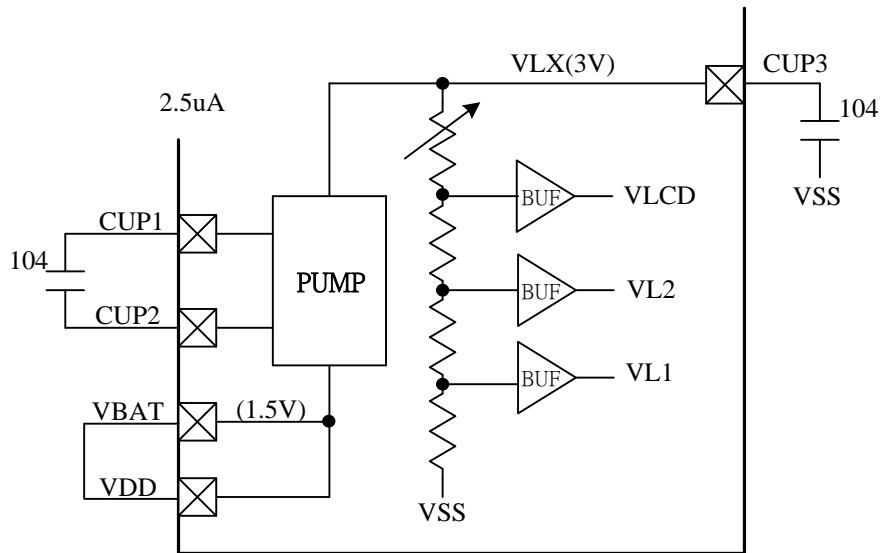 VLX(3V)
CUP3
2.5uA
104
VSS
BUF
VLCD
CUP1
104
PUMP
BUF
VL2
CUP2
BUF
VL1
VBAT
(1.5V)
VDD
VSS